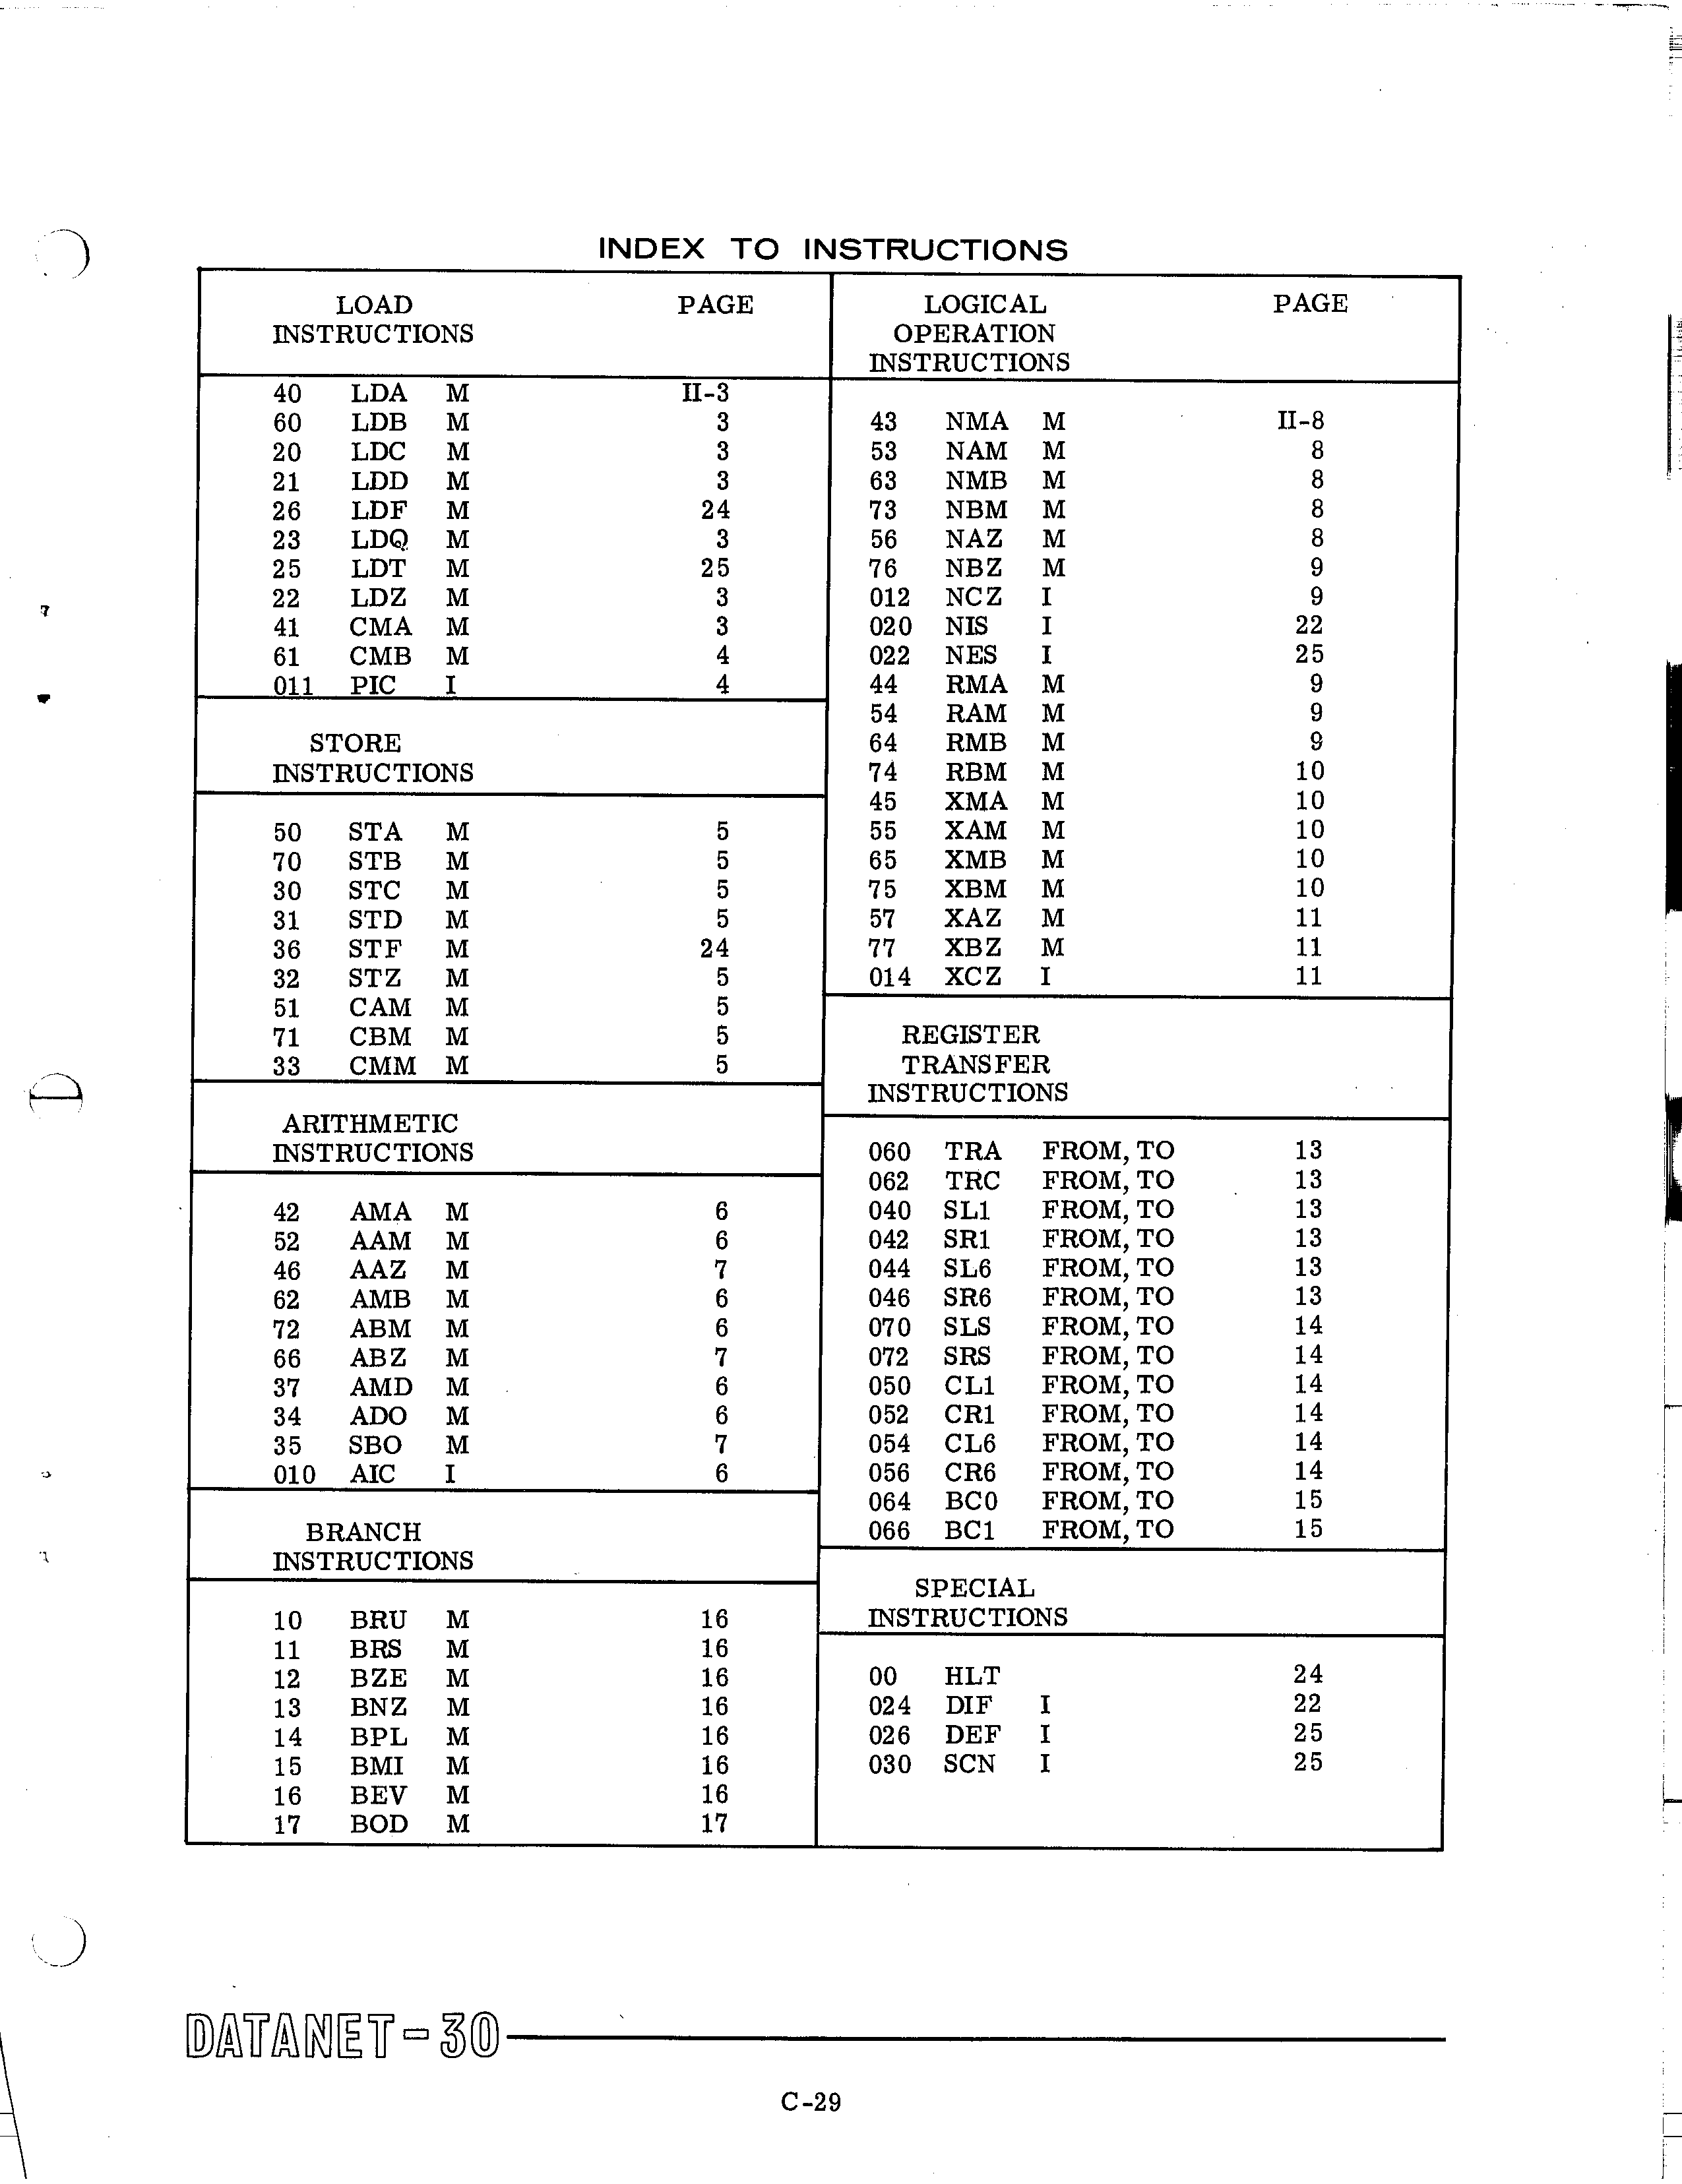 INDEX TO INSTRUCTIONS
LOAD PAGE
INSTRUCTIONS
40 LDA M II-3
60 LDB M 3
20 LDC M 3
21 LDD M 3
26 LDF M 24
23 LDQ M 3
25 LDT M 25
22 LDZ M 3
41 CMA M 3
61 CMB M 4
011 PIC I 4
STORE
INSTRUCTIONS
50 STA M 5
70 STB M 5
30 STC M 5
31 STD M 5
36 STF M 24
32 STZ M 5
51 CAM M 5
71 CBM M 5
33 CMM M 5
ARITHMETIC
INSTRUCTIONS
42 AMA M 6
52 AAM M 6
46 AAZ M 7
62 AMB M 6
72 ABM M 6
66 ABZ M 7
37 AMD M 6
34 ADO M 6
35 SBO M 7
010 AIC I 6
BRANCH
INSTRUCTIONS
10 BRU M 16
11 BRS M 16
12 BZE M 16
13 BNZ M 16
14 BPL M 16
15 BMI M 16
16 BEV M 16
17 BOD M 17
LOGICAL PAGE
OPERATION
INSTRUCTIONS
43 NMA M II-8
53 NAM M 8
63 NMB M 8
73 NBM M 8
56 NAZ M 8
76 NBZ M 9
012 NCZ I 9
020 NIS I 22
022 NES I 25
44 RMA M 9
54 RAM M 9
64 RMB M 9
74 RBM M 10
45 XMA M 10
55 XAM M 10
65 XMB M 10
75 XBM M 10
57 XAZ M 11
77 XBZ M 11
014 XCZ I 11
REGISTER
TRANSFER
INSTRUCTIONS
060 TRA FROM, TO 13
062 TRC FROM, TO 13
040 SL1 FROM, TO 13
042 SR1 FROM, TO 13
044 SL6 FROM, TO 13
046 SR6 FROM, TO 13
070 SLS FROM, TO 14
072 SRS FROM, TO 14
050 CL1 FROM, TO 14
052 CR1 FROM, TO 14
054 CL6 FROM, TO 14
056 CR6 FROM, TO 14
064 BC0 FROM, TO 15
066 BC1 FROM, TO 15
SPECIAL
INSTRUCTIONS
00 HLT 24
024 DIF I 22
026 DEF I 25
030 SCN I 25
DATANET-30
C-29